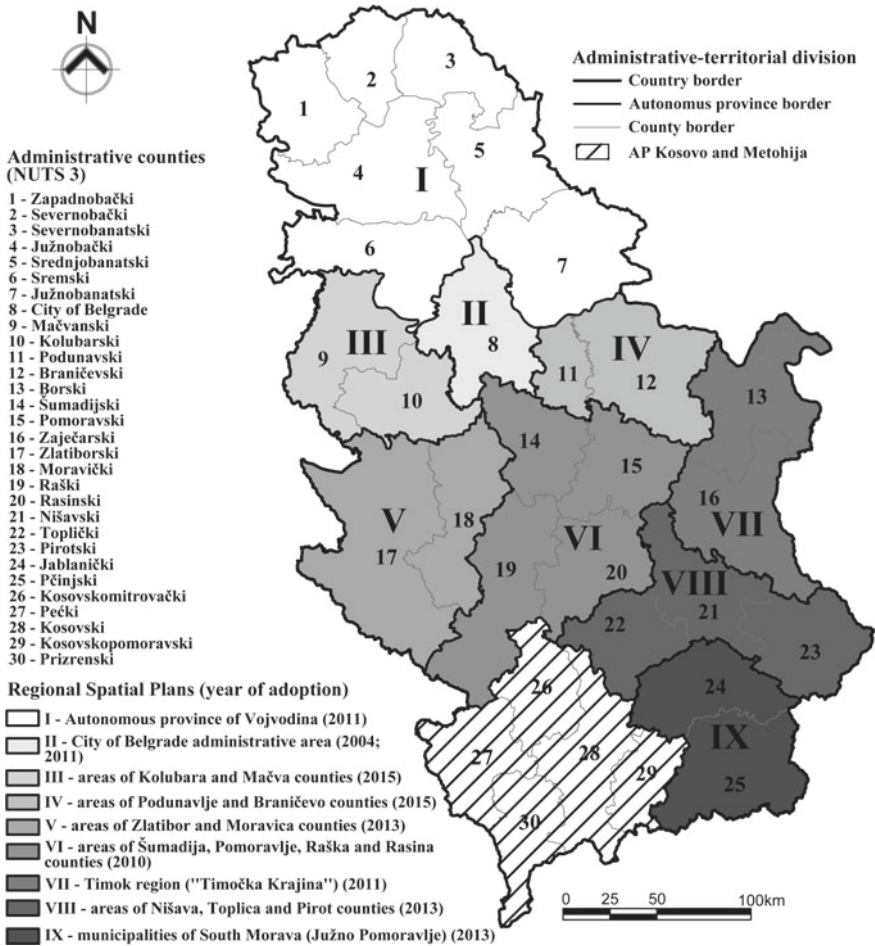 N
Administrative-territorial division
Country border
Autonomus province border
County border
AP Kosovo and Metohija
Administrative counties
(NUTS 3)
1 - Zapadnobački
2 - Severnobački
3 - Severnobanatski
4 - Južnobački
5 - Srednjobanatski
6 - Sremski
7 - Južnobanatski
8 - City of Belgrade
9 - Mačvanski
10 - Kolubarski
11 - Podunavski
12 - Braničevski
13 - Borski
14 - Šumadijski
15 - Pomoravski
16 - Zaječarski
17 - Zlatiborski
18 - Moravički
19 - Raški
20 - Rasinski
21 - Nišavski
22 - Toplički
23 - Pirotski
24 - Jablanički
25 - Pčinjski
26 - Kosovskomitrovački
27 - Pećki
28 - Kosovski
29 - Kosovskopomoravski
30 - Prizrenski
Regional Spatial Plans (year of adoption)
I - Autonomous province of Vojvodina (2011)
II - City of Belgrade administrative area (2004;
2011)
III - areas of Kolubara and Mačva counties (2015)
IV - areas of Podunavlje and Braničevo counties (2015)
V - areas of Zlatibor and Moravica counties (2013)
VI - areas of Šumadija, Pomoravlje, Raška and Rasina
counties (2010)
VII - Timok region ("Timočka Krajina") (2011)
VIII - areas of Nišava, Toplica and Pirot counties (2013)
IX - municipalities of South Morava (Južno Pomoravlje) (2013)
1
2
3
4
I
5
6
7
II
8
III
9
10
IV
11
12
13
14
15
16
VII
V
17
18
VI
19
20
VIII
21
22
23
24
IX
25
26
27
28
29
30
0 25 50 100km